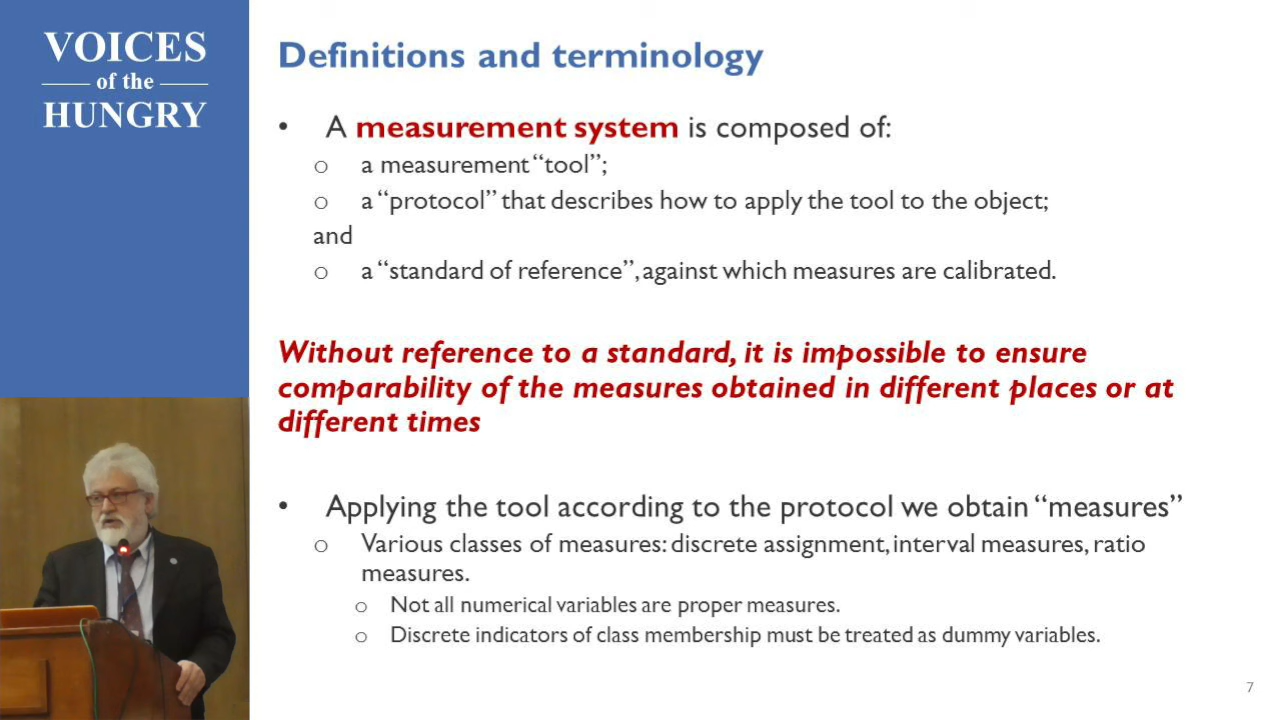 VOICES
of the
HUNGRY
Definitions and terminology
• A measurement system is composed of:
o a measurement “tool”;
o a “protocol” that describes how to apply the tool to the object;
and
o a “standard of reference”, against which measures are calibrated.
Without reference to a standard, it is impossible to ensure
comparability of the measures obtained in different places or at
different times
• Applying the tool according to the protocol we obtain “measures”
o Various classes of measures: discrete assignment, interval measures, ratio
measures.
o Not all numerical variables are proper measures.
o Discrete indicators of class membership must be treated as dummy variables.
7